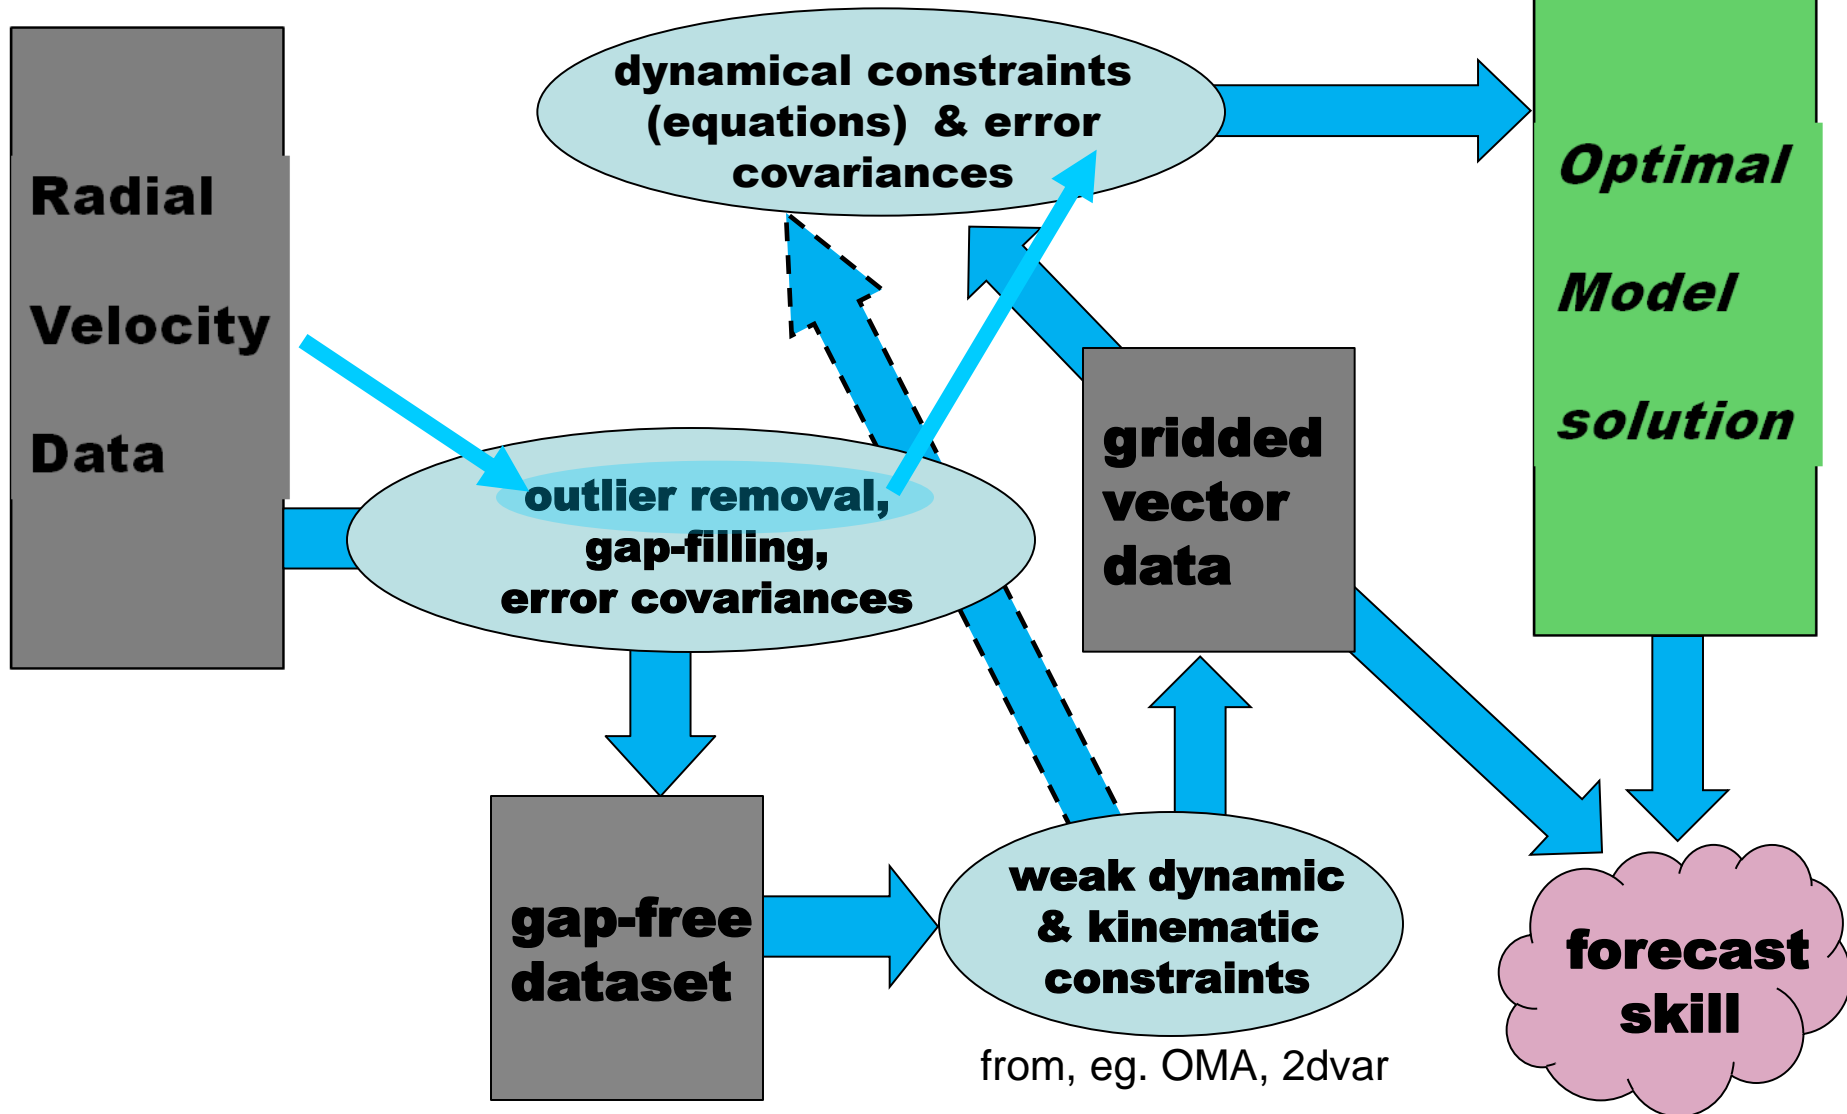 Radial
Velocity
Data
dynamical constraints
(equations) & error
covariances
Optimal
Model
solution
outlier removal,
gap-filling,
error covariances
gridded
vector
data
gap-free
dataset
weak dynamic
& kinematic
constraints
from, eg. OMA, 2dvar
forecast
skill